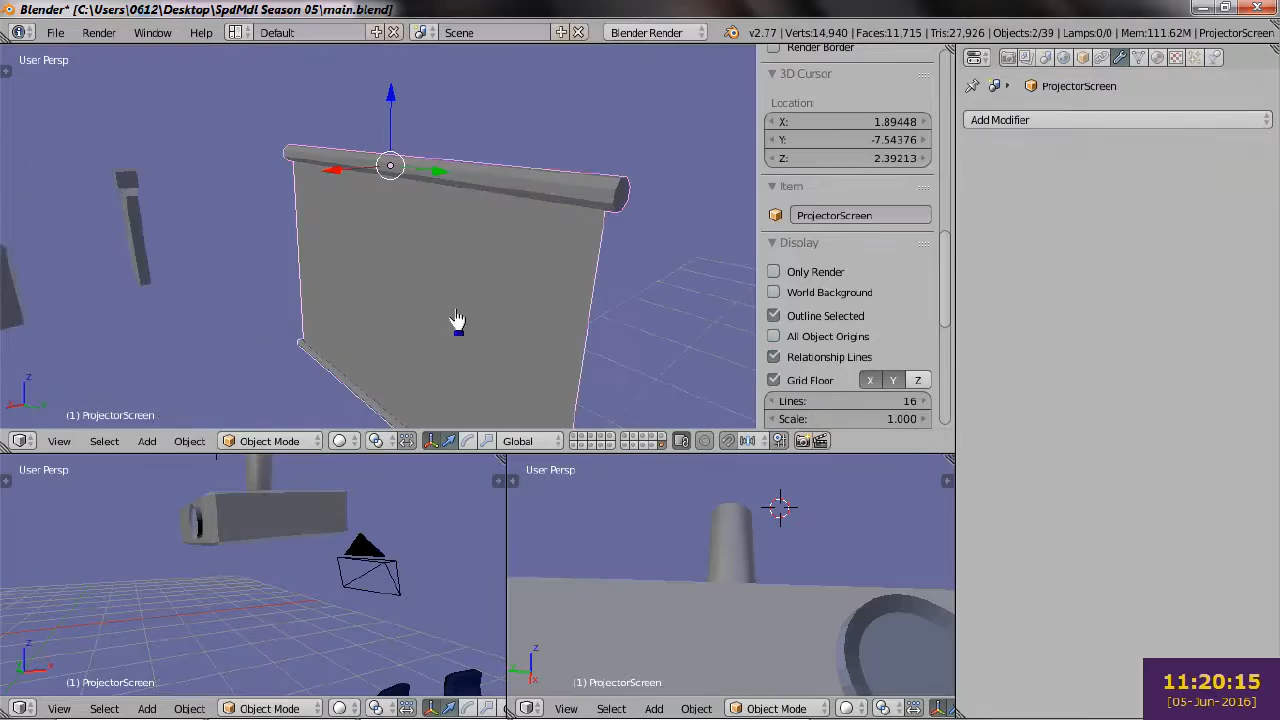 Blender* [C:\Users\0612\Desktop\SpdMdl Season 05\main.blend]
File Render Window Help Default Scene Blender Render v2.77 | Verts:14,940 | Faces:11,715 | Tris:27,926 | Objects:2/39 | Lamps:0/0 | Mem:111.62M | ProjectorScreen
User Persp
Render Border
3D Cursor
Location:
X: 1.89448
Y: -7.54376
Z: 2.39213
Item
ProjectorScreen
Display
Only Render
World Background
Outline Selected
All Object Origins
Relationship Lines
Grid Floor X Y Z
Lines: 16
Scale: 1.000
ProjectorScreen
Add Modifier
z
(1) ProjectorScreen
View Select Add Object Object Mode Global
User Persp
z
x
(1) ProjectorScreen
View Select Add Object Object Mode
User Persp
z
y
x
(1) ProjectorScreen
View Select Add Object Object Mode
11:20:15
[05-Jun-2016]